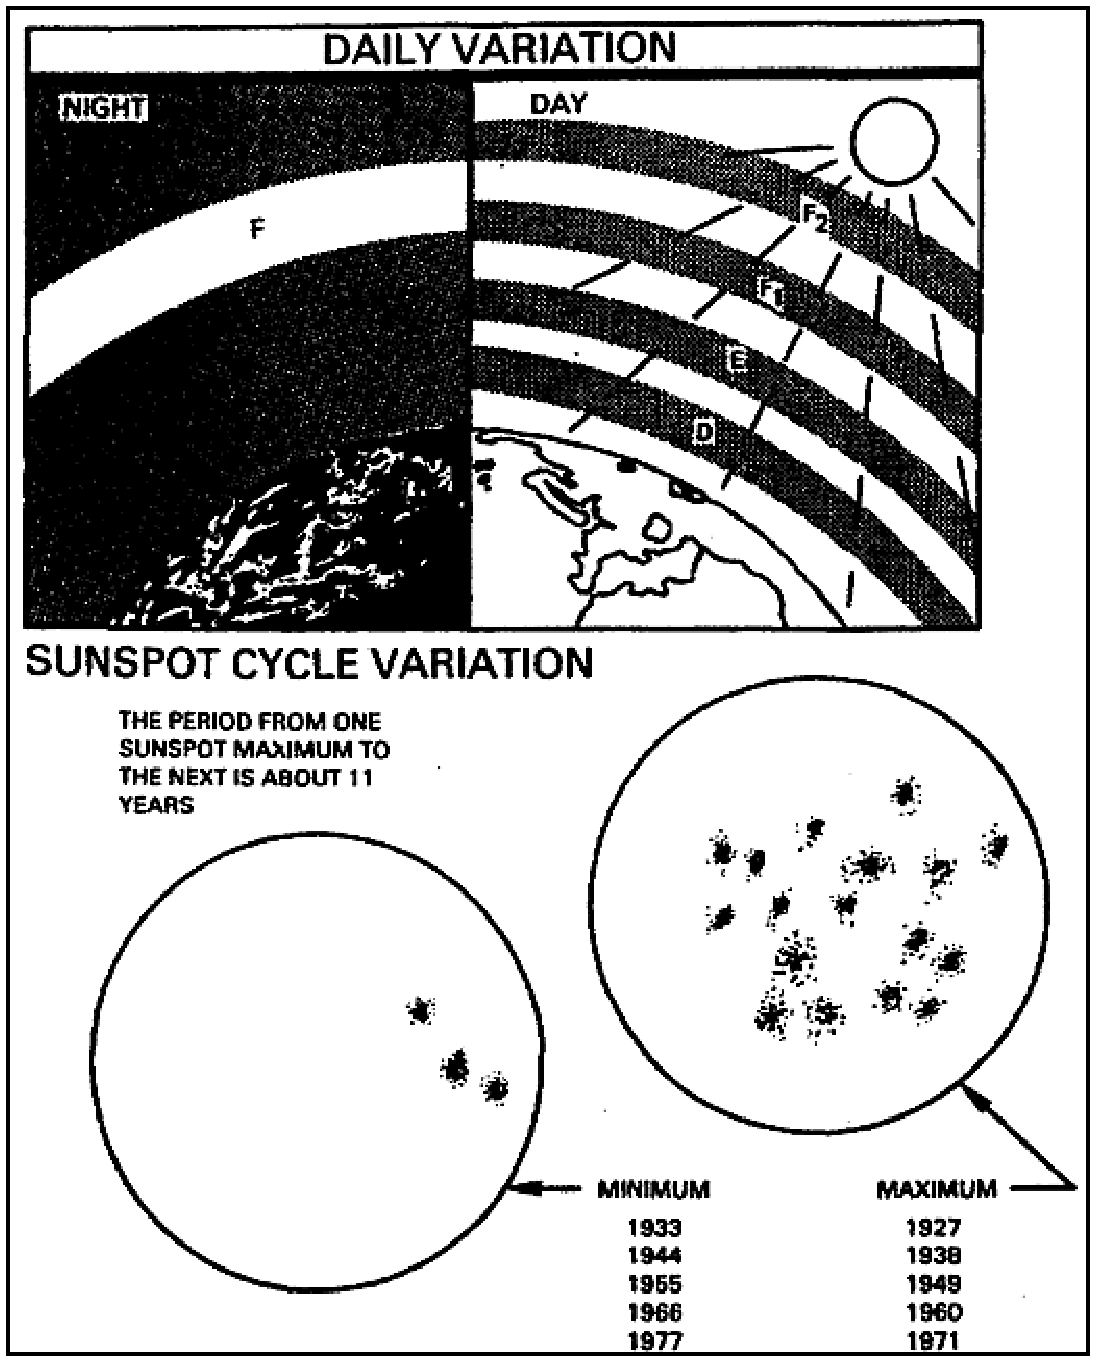 DAILY VARIATION
NIGHT
DAY
F
F2
F1
E
D
SUNSPOT CYCLE VARIATION
THE PERIOD FROM ONE
SUNSPOT MAXIMUM TO
THE NEXT IS ABOUT 11
YEARS
MINIMUM MAXIMUM
1933 1927
1944 1938
1955 1949
1966 1960
1977 1971